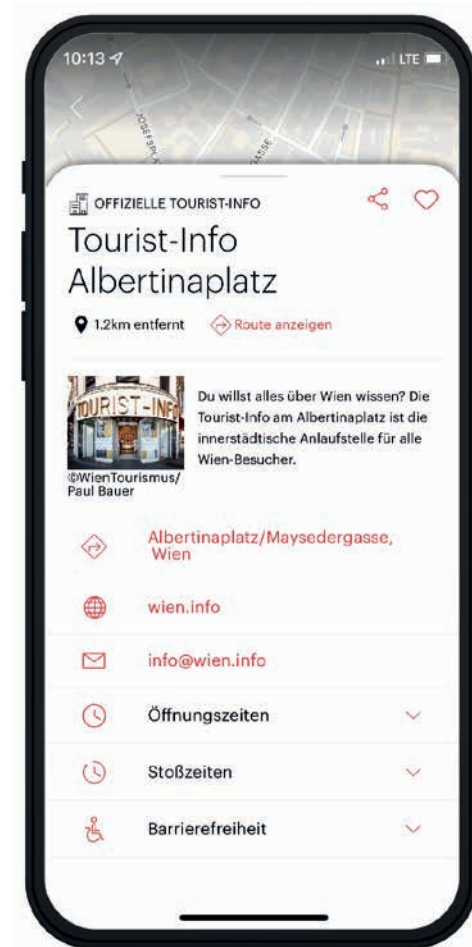 10:13
LTE
JOSEFSPL
GASSE
OFFIZIELLE TOURIST-INFO
Tourist-Info
Albertinaplatz
1.2km entfernt
Route anzeigen
TOURIST-INFO
Du willst alles über Wien wissen? Die
Tourist-Info am Albertinaplatz ist die
innerstädtische Anlaufstelle für alle
Wien-Besucher.
©WienTourismus/
Paul Bauer
Albertinaplatz/Maysedergasse,
Wien
wien.info
info@wien.info
Öffnungszeiten
Stoßzeiten
Barrierefreiheit